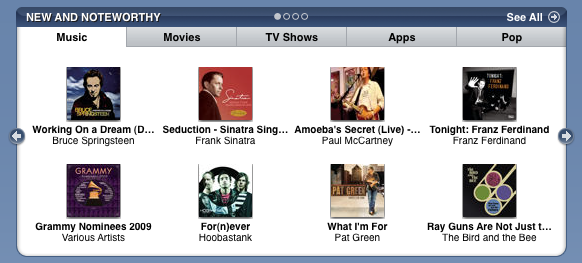 NEW AND NOTEWORTHY
See All
Music Movies TV Shows Apps Pop
BRUCE SPRINGSTEEN
Sinatra
TONIGHT: FRANZ FERDINAND
Working On a Dream (D... Seduction - Sinatra Sing... Amoeba's Secret (Live) -... Tonight: Franz Ferdinand
Bruce Springsteen Frank Sinatra Paul McCartney Franz Ferdinand
GRAMMY
PAT GREEN
Grammy Nominees 2009 For(n)ever What I'm For Ray Guns Are Not Just t...
Various Artists Hoobastank Pat Green The Bird and the Bee